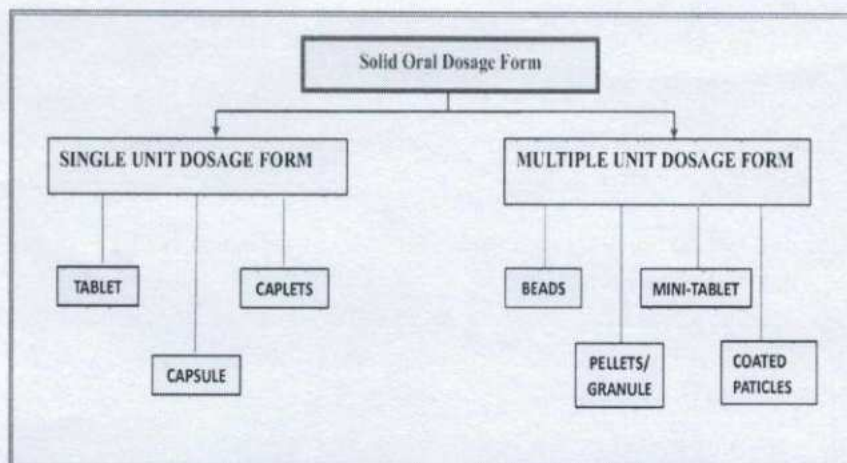 Solid Oral Dosage Form
SINGLE UNIT DOSAGE FORM
MULTIPLE UNIT DOSAGE FORM
TABLET
CAPLETS
BEADS
MINI-TABLET
CAPSULE
PELLETS/
GRANULE
COATED
PATICLES